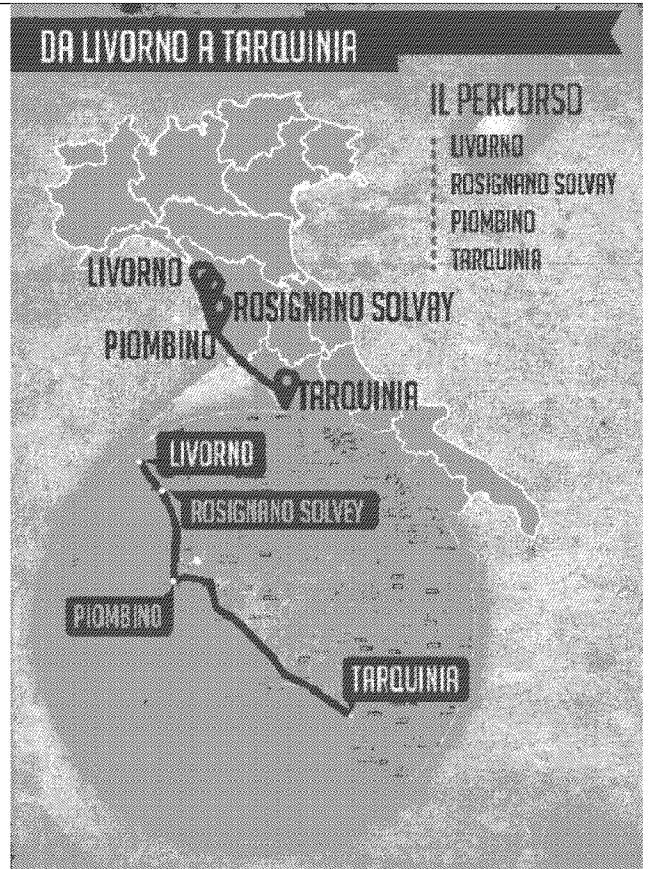 DA LIVORNO A TARQUINIA
IL PERCORSO
LIVORNO
ROSIGNANO SOLVAY
PIOMBINO
TARQUINIA
LIVORNO
ROSIGNANO SOLVAY
PIOMBINO
TARQUINIA
LIVORNO
ROSIGNANO SOLVEY
PIOMBINO
TARQUINIA